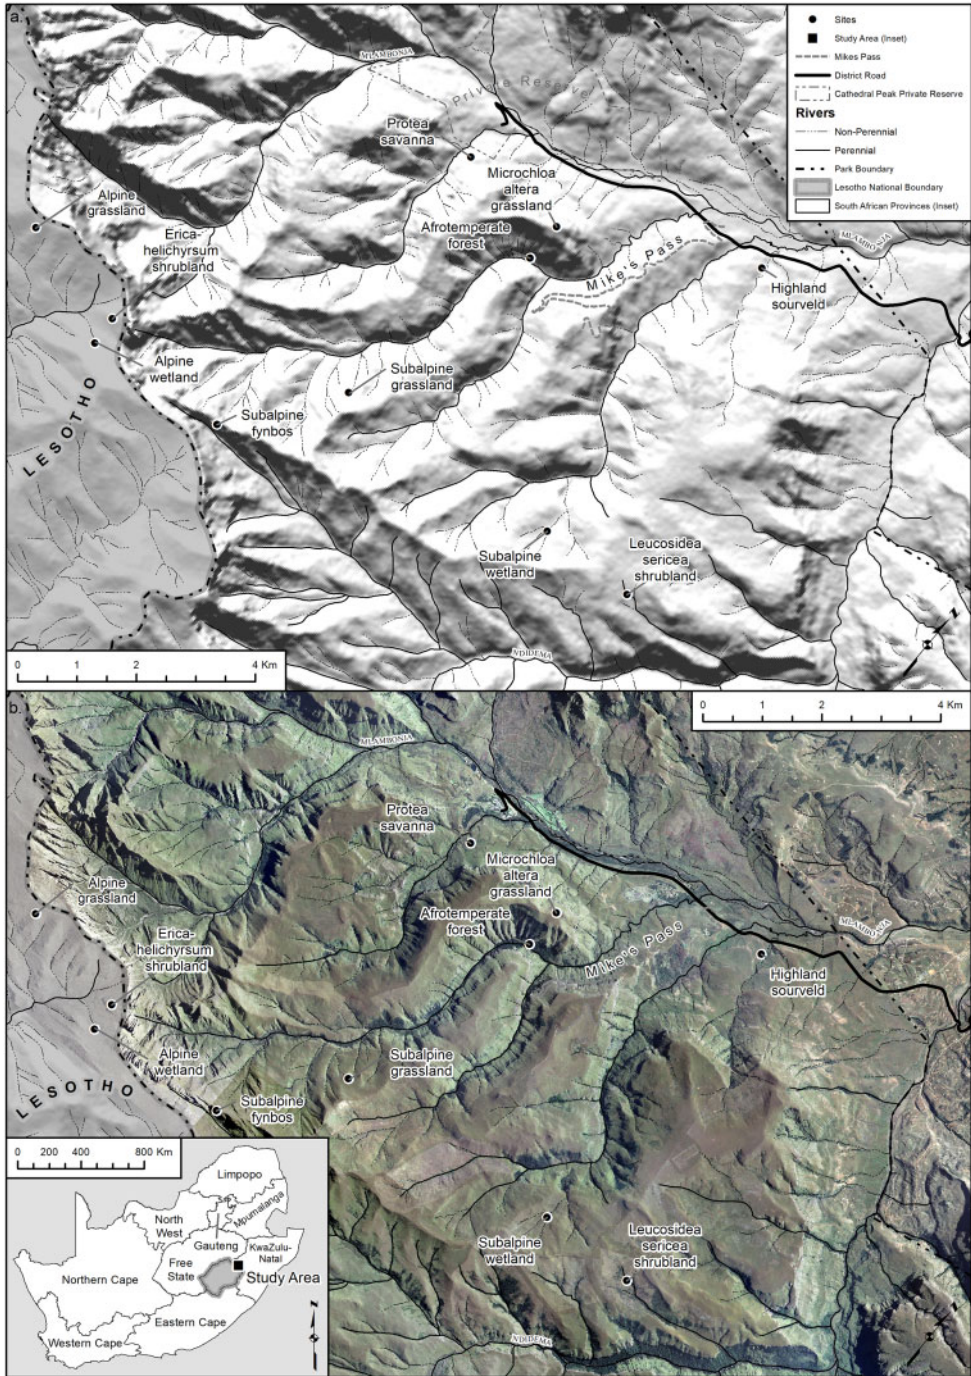 a.
MLAMBONJA
Private Reserve
Protea
savanna
Microchloa
altera
grassland
Alpine
grassland
Afrotemperate
forest
Erica-
helichyrsum
shrubland
Mike's Pass
MLAMBONJA
Highland
sourveld
Alpine
wetland
Subalpine
grassland
LESOTHO
Subalpine
fynbos
Subalpine
wetland
Leucosidea
sericea
shrubland
NDIDEMA
N
0 1 2 4 Km
Sites
Study Area (Inset)
Mikes Pass
District Road
Cathedral Peak Private Reserve
Rivers
Non-Perennial
Perennial
Park Boundary
Lesotho National Boundary
South African Provinces (Inset)
b.
0 1 2 4 Km
MLAMBONJA
Protea
savanna
Microchloa
altera
grassland
Alpine
grassland
Afrotemperate
forest
Erica-
helichyrsum
shrubland
Mike's Pass
MLAMBONJA
Highland
sourveld
Alpine
wetland
Subalpine
grassland
LESOTHO
Subalpine
fynbos
Subalpine
wetland
Leucosidea
sericea
shrubland
NDIDEMA
0 200 400 800 Km
Limpopo
Mpumalanga
North
West
Gauteng
KwaZulu-
Natal
Free
State
Study Area
Northern Cape
Eastern Cape
Western Cape
N